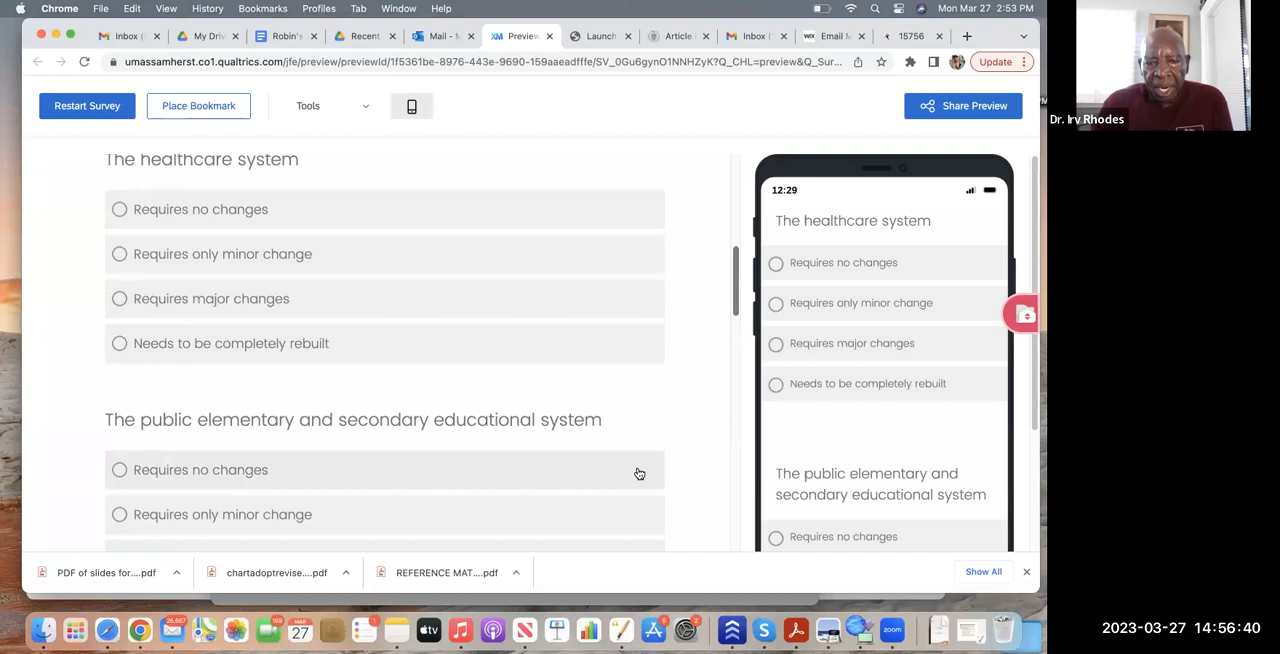 Chrome File Edit View History Bookmarks Profiles Tab Window Help Mon Mar 27 2:53 PM
Inbox ( My Driv Robin's Recent Mail - M Preview Launch Article Inbox ( Email M 15756
umassamherst.co1.qualtrics.com/jfe/preview/previewId/1f5361be-8976-443e-9690-159aaeadfffe/SV_0Gu6gynO1NNHZYK?Q_CHL=preview&Q_Sur... Update
Restart Survey Place Bookmark Tools Share Preview
Dr. Irv Rhodes
The healthcare system
Requires no changes
Requires only minor change
Requires major changes
Needs to be completely rebuilt
The public elementary and secondary educational system
Requires no changes
Requires only minor change
12:29
The healthcare system
Requires no changes
Requires only minor change
Requires major changes
Needs to be completely rebuilt
The public elementary and
secondary educational system
Requires no changes
PDF of slides for....pdf chartadoptrevise....pdf REFERENCE MAT....pdf Show All
MAR
27
tv
zoom
2023-03-27 14:56:40